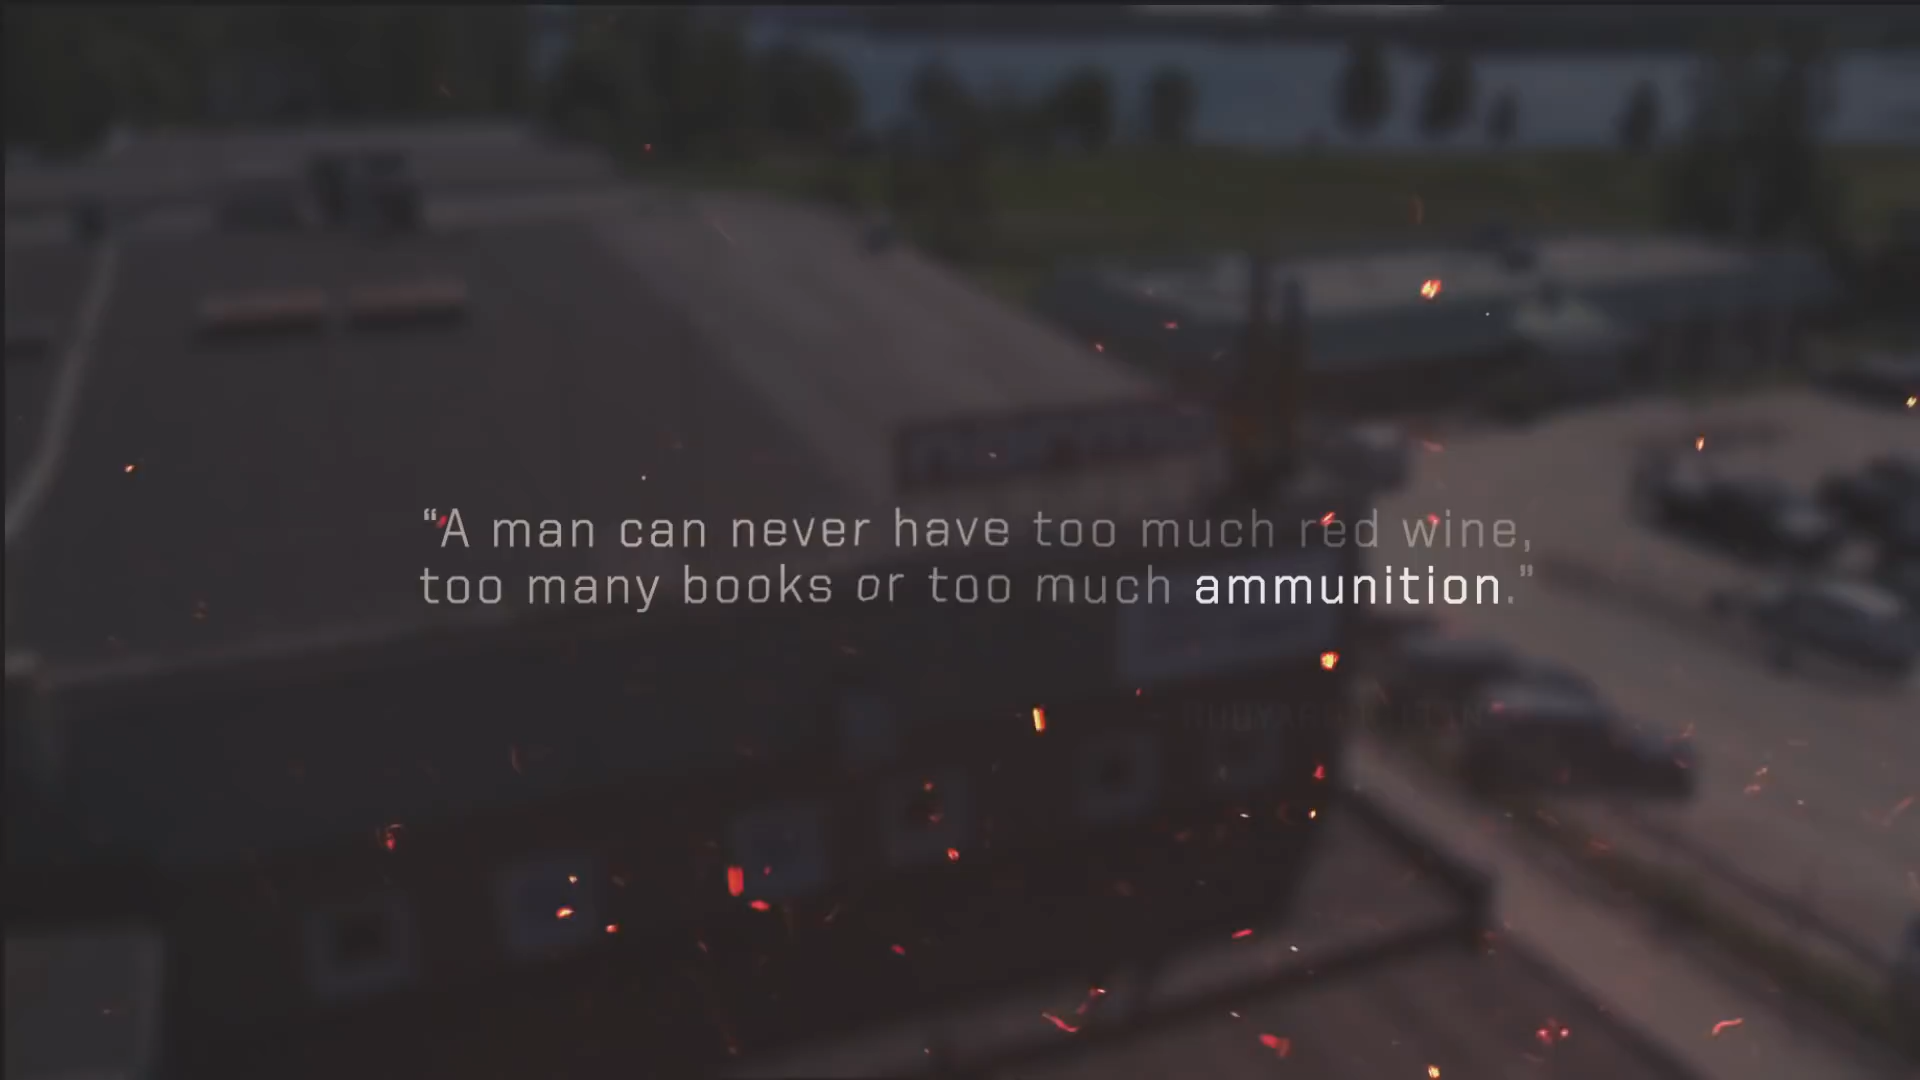 “A man can never have too much red wine,
too many books or too much ammunition.”